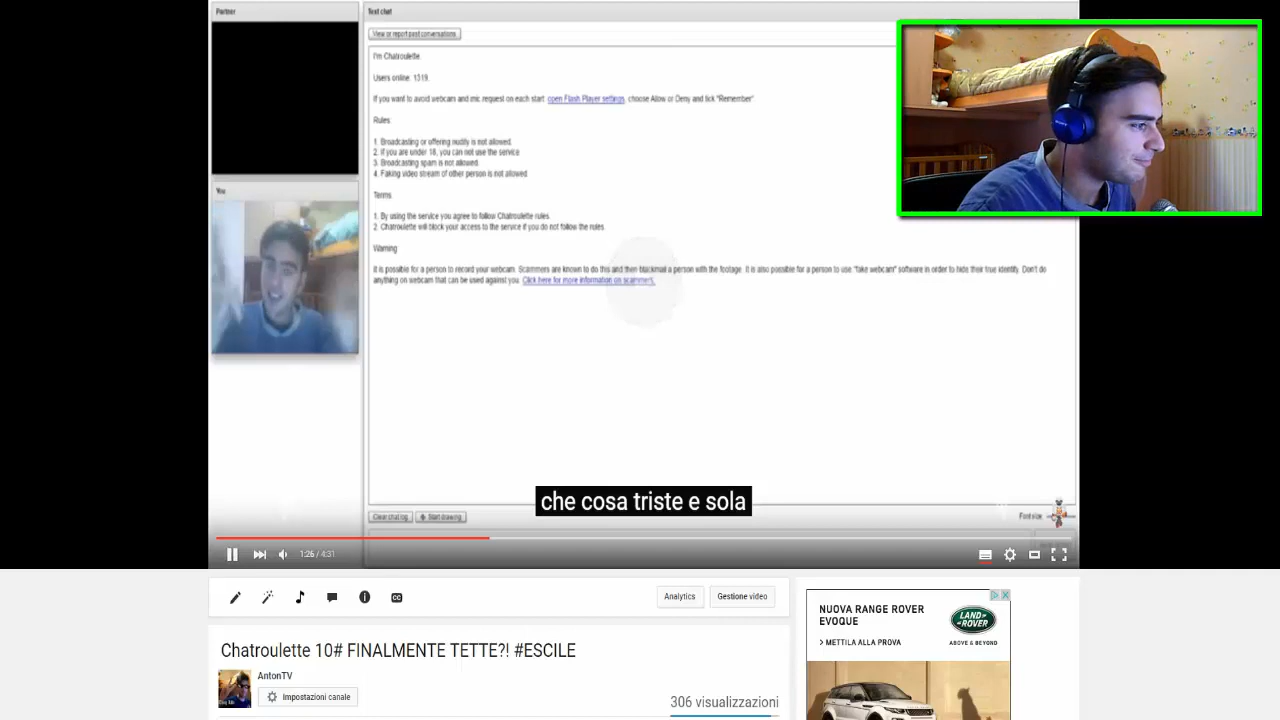 Partner
Text chat
View or report past conversations
I'm Chatroulette.
Users online: 1319.
If you want to avoid webcam and mic request on each start open Flash Player settings, choose Allow or Deny and tick "Remember"
Rules:
1. Broadcasting or offering nudity is not allowed.
2. If you are under 18, you can not use the service
3. Broadcasting spam is not allowed.
4. Faking video stream of other person is not allowed
Terms
1. By using the service you agree to follow Chatroulette rules.
2. Chatroulette will block your access to the service if you do not follow the rules.
Warning
It is possible for a person to record your webcam. Scammers are known to do this and then blackmail a person with the footage. It is also possible for a person to use "fake webcam" software in order to hide their true identity. Don't do
anything on webcam that can be used against you. Click here for more information on scammers.
You
SONY
che cosa triste e sola
Clear chat log
Start drawing
Font size:
1:26 / 4:31
Analytics
Gestione video
Chatroulette 10# FINALMENTE TETTE?! #ESCILE
AntonTV
Impostazioni canale
306 visualizzazioni
NUOVA RANGE ROVER
EVOQUE
> METTILA ALLA PROVA
LAND
ROVER
ABOVE & BEYOND